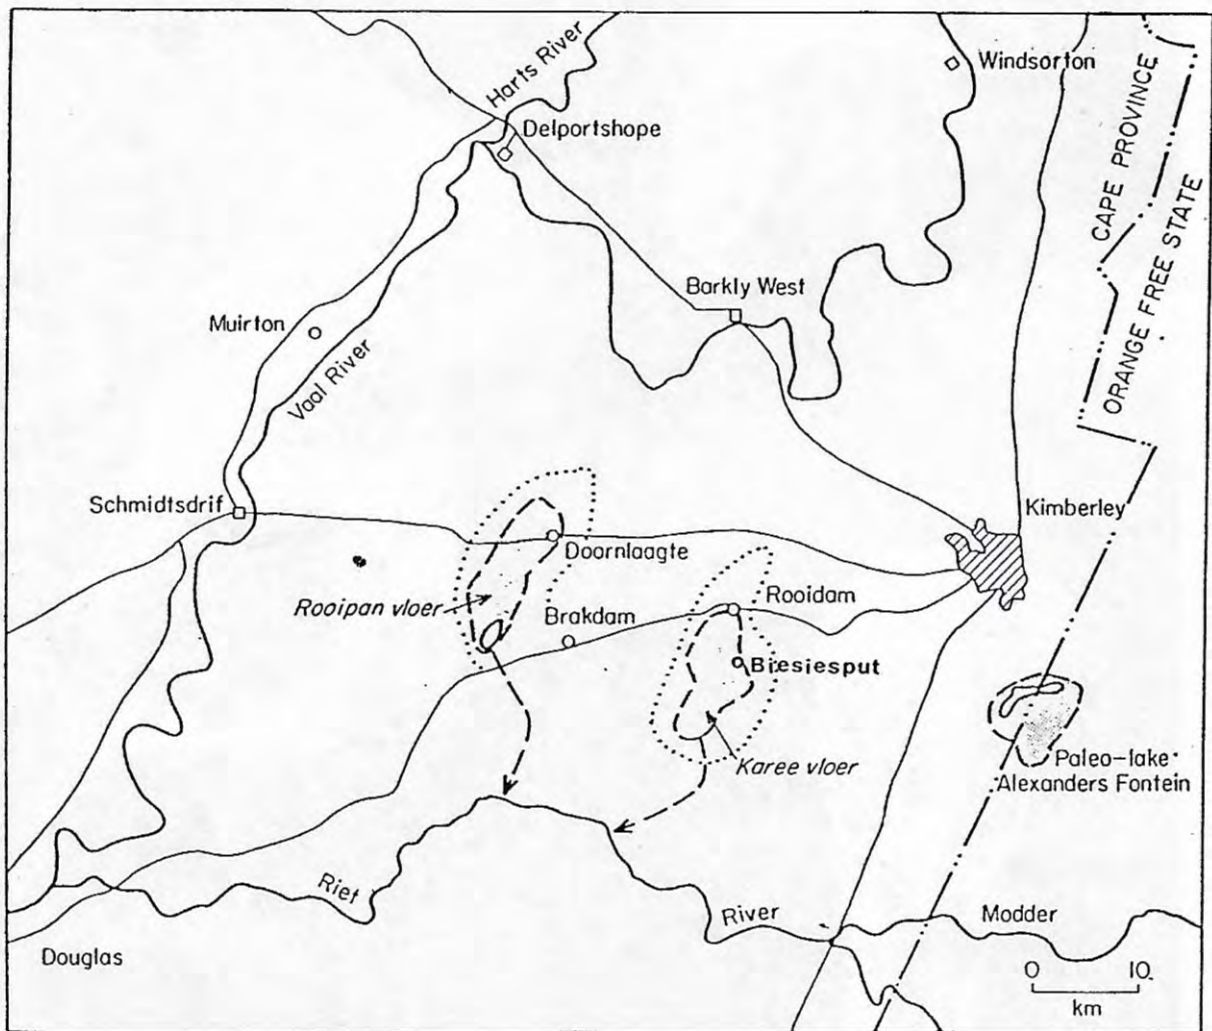 Harts River
Windsorton
Delportshope
CAPE PROVINCE
ORANGE FREE STATE
Barkly West
Muirton
Vaal River
Schmidtsdrif
Kimberley
Doornlaagte
Rooipan vloer
Brakdam
Rooidam
Biesiesput
Karee vloer
Paleo-lake
Alexanders Fontein
Riet
River
Modder
Douglas
0 10
km